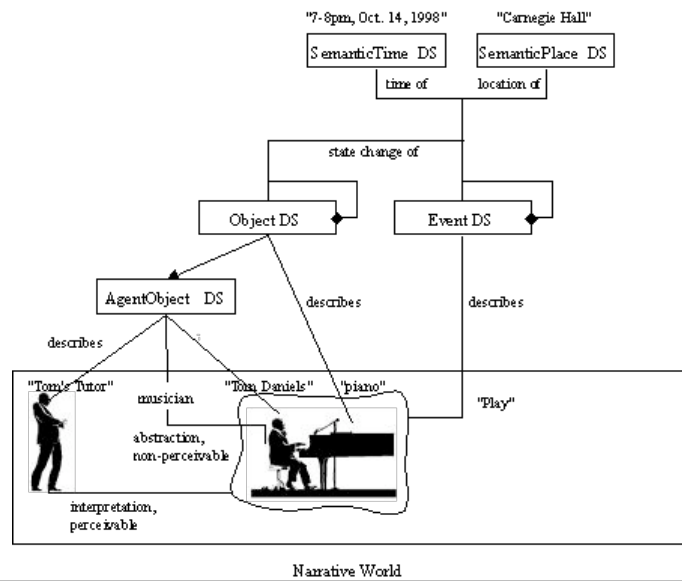 "7-8pm, Oct. 14, 1998" "Carnegie Hall"
SemanticTime DS SemanticPlace DS
time of location of
state change of
Object DS Event DS
AgentObject DS
describes describes
describes
"Tom's Tutor" "Tom Daniels" "piano"
musician "Play"
abstraction,
non-perceivable
interpretation,
perceivable
Narrative World